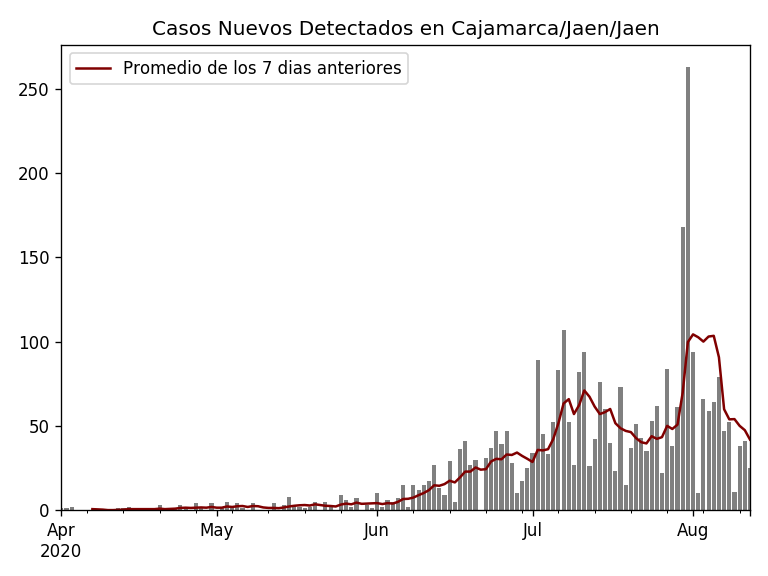 Casos Nuevos Detectados en Cajamarca/Jaen/Jaen
Promedio de los 7 dias anteriores
250
200
150
100
50
0
Apr May Jun Jul Aug
2020